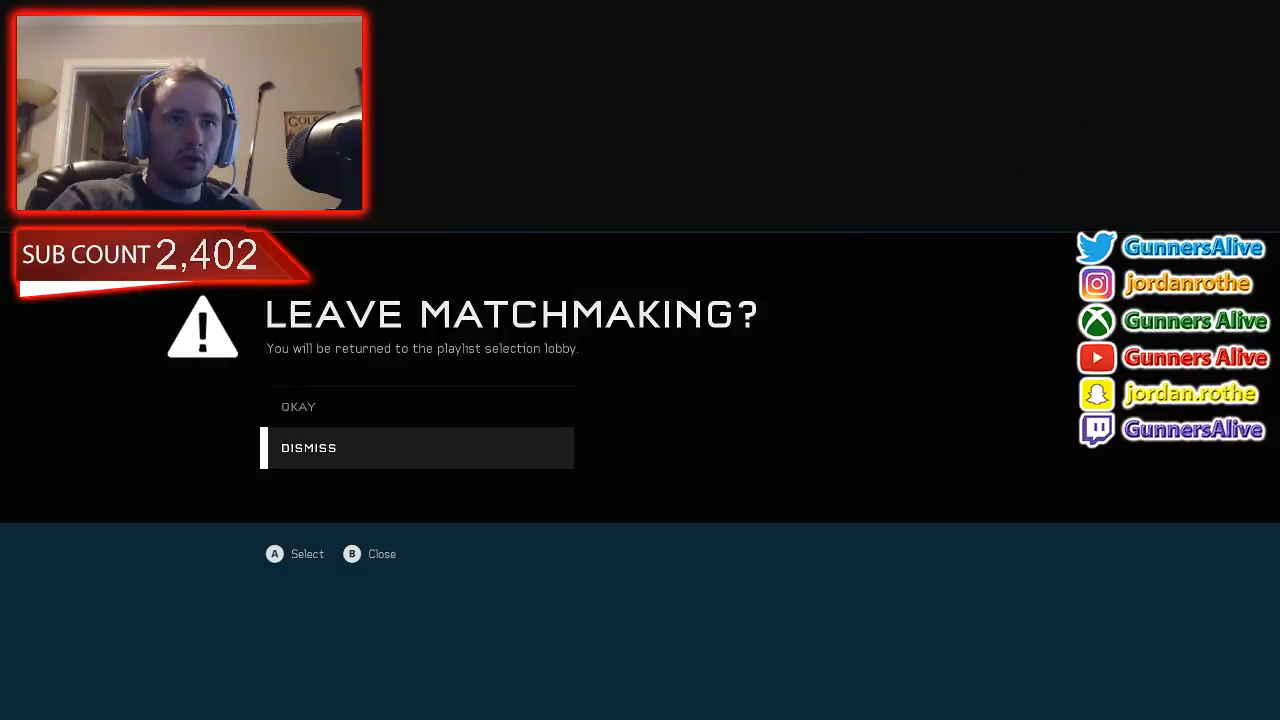 GOLF
SUB COUNT 2,402
LEAVE MATCHMAKING?
You will be returned to the playlist selection lobby.
OKAY
DISMISS
A Select B Close
GunnersAlive
jordanrothe
Gunners Alive
Gunners Alive
jordan.rothe
GunnersAlive